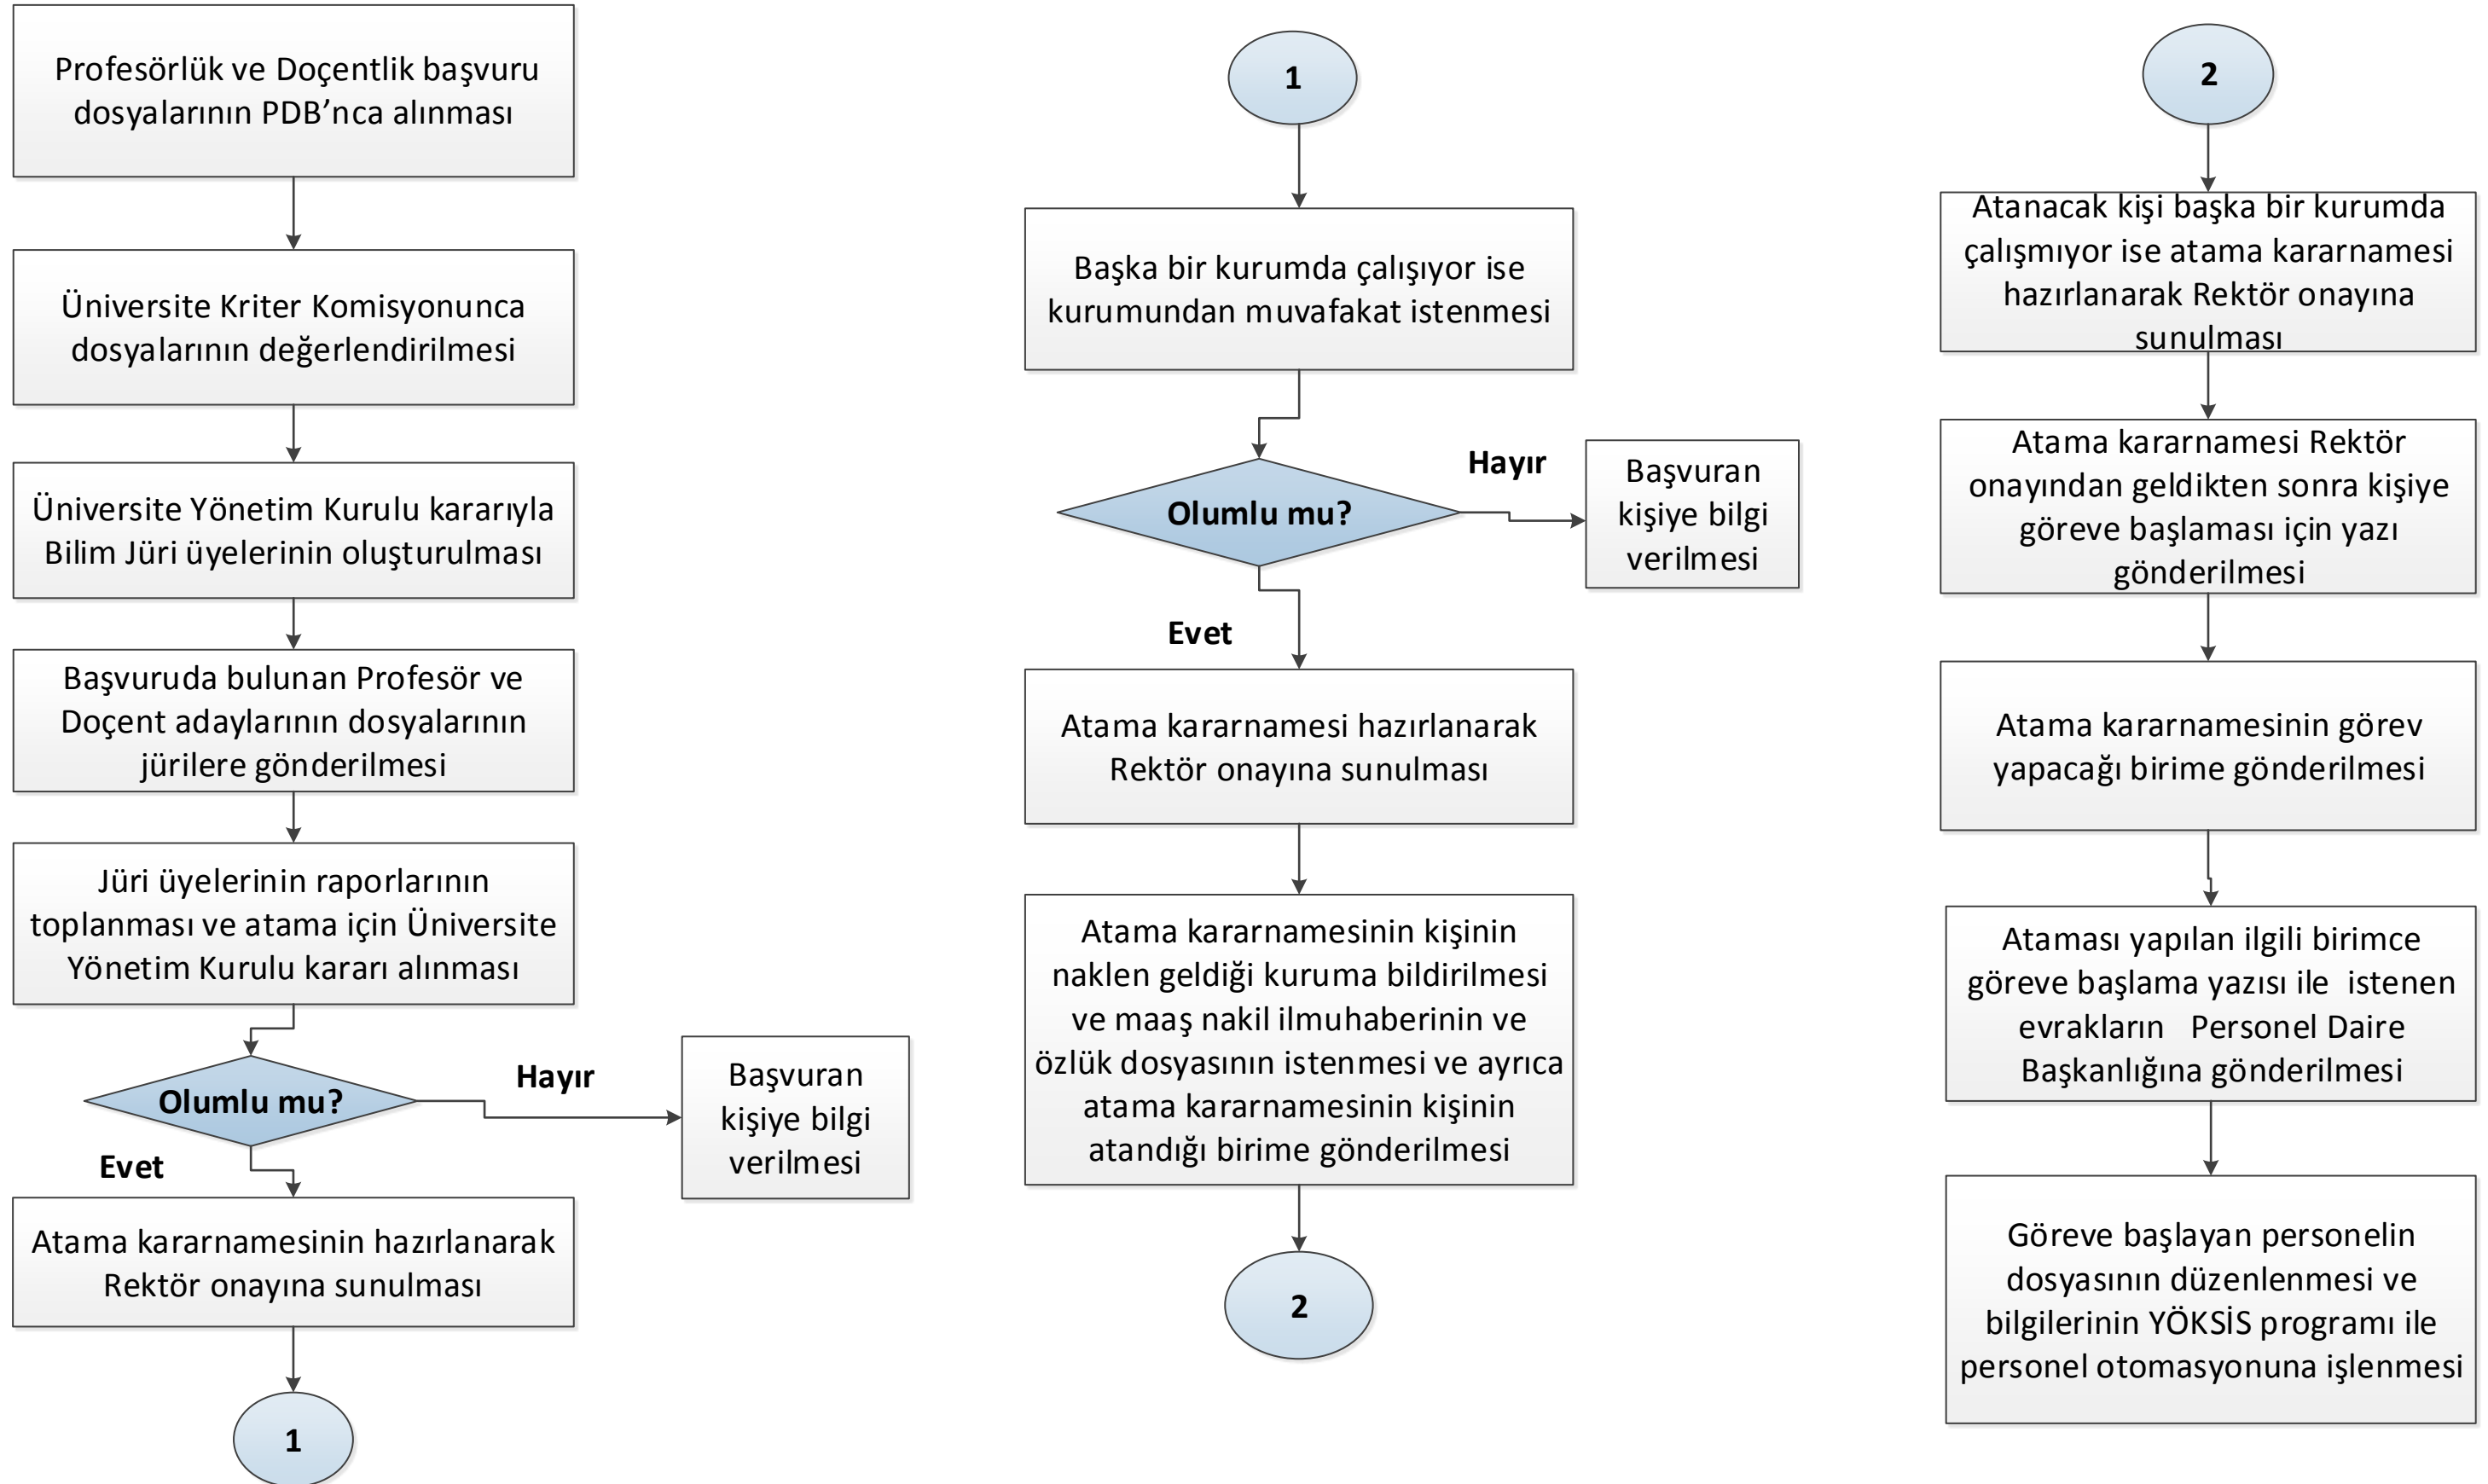 Profesörlük ve Doçentlik başvuru
dosyalarının PDB’nca alınması
Üniversite Kriter Komisyonunca
dosyalarının değerlendirilmesi
Üniversite Yönetim Kurulu kararıyla
Bilim Jüri üyelerinin oluşturulması
Başvuruda bulunan Profesör ve
Doçent adaylarının dosyalarının
jürilere gönderilmesi
Jüri üyelerinin raporlarının
toplanması ve atama için Üniversite
Yönetim Kurulu kararı alınması
Olumlu mu?
Hayır
Başvuran
kişiye bilgi
verilmesi
Evet
Atama kararnamesinin hazırlanarak
Rektör onayına sunulması
1
1
Başka bir kurumda çalışıyor ise
kurumundan muvafakat istenmesi
Olumlu mu?
Hayır
Başvuran
kişiye bilgi
verilmesi
Evet
Atama kararnamesi hazırlanarak
Rektör onayına sunulması
Atama kararnamesinin kişinin
naklen geldiği kuruma bildirilmesi
ve maaş nakil ilmuhaberinin ve
özlük dosyasının istenmesi ve ayrıca
atama kararnamesinin kişinin
atandığı birime gönderilmesi
2
2
Atanacak kişi başka bir kurumda
çalışmıyor ise atama kararnamesi
hazırlanarak Rektör onayına
sunulması
Atama kararnamesi Rektör
onayından geldikten sonra kişiye
göreve başlaması için yazı
gönderilmesi
Atama kararnamesinin görev
yapacağı birime gönderilmesi
Ataması yapılan ilgili birimce
göreve başlama yazısı ile istenen
evrakların Personel Daire
Başkanlığına gönderilmesi
Göreve başlayan personelin
dosyasının düzenlenmesi ve
bilgilerinin YÖKSİS programı ile
personel otomasyonuna işlenmesi